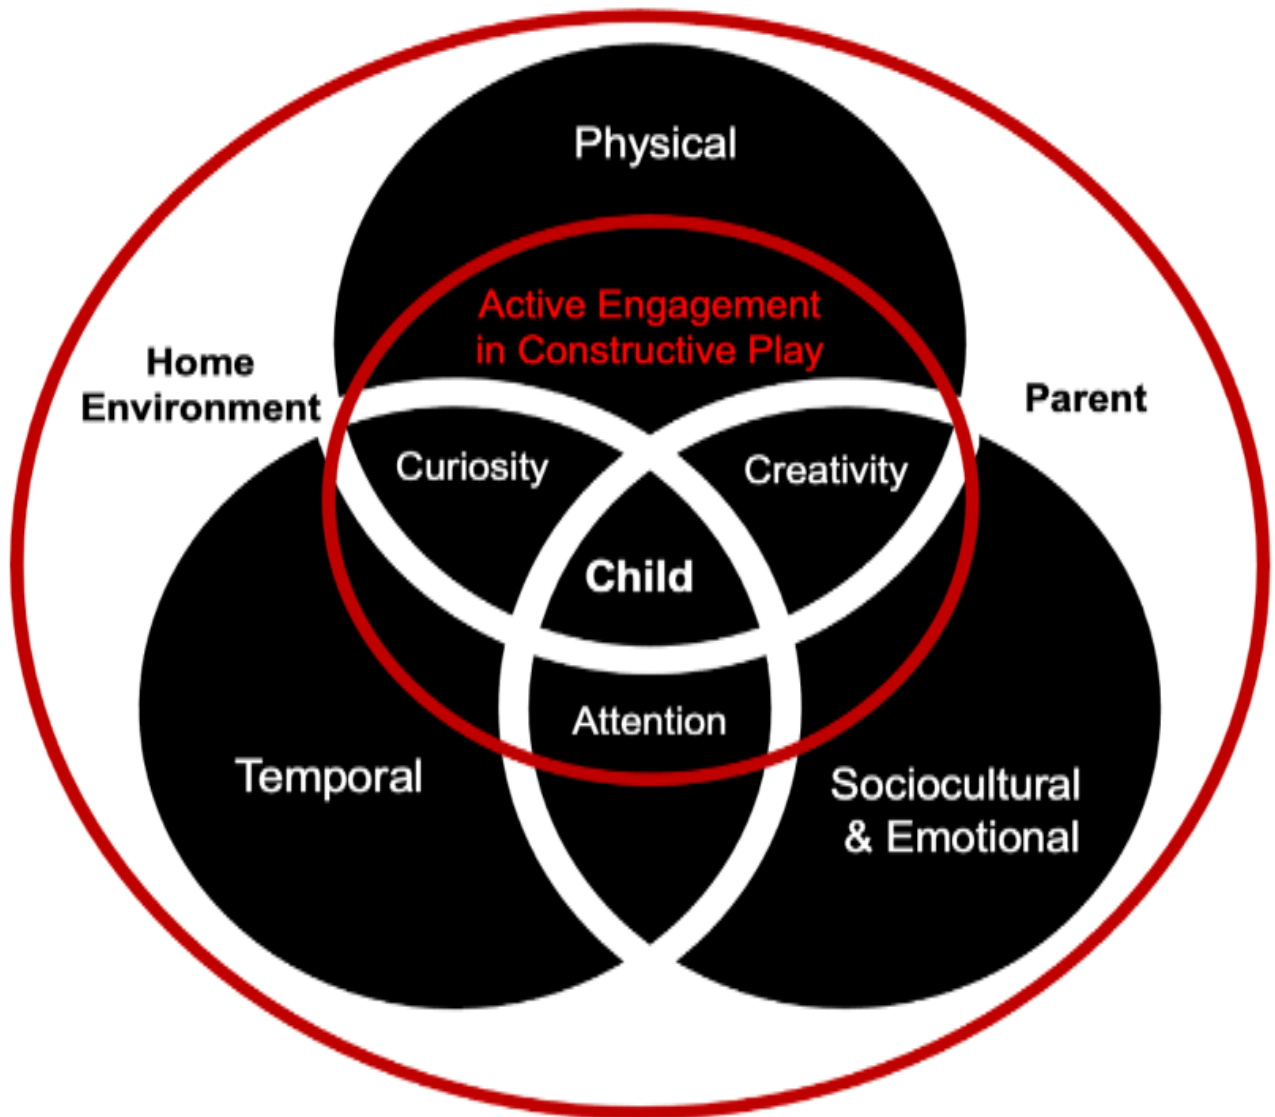 Physical
Active Engagement
in Constructive Play
Home
Environment
Parent
Curiosity
Creativity
Child
Attention
Temporal
Sociocultural
& Emotional